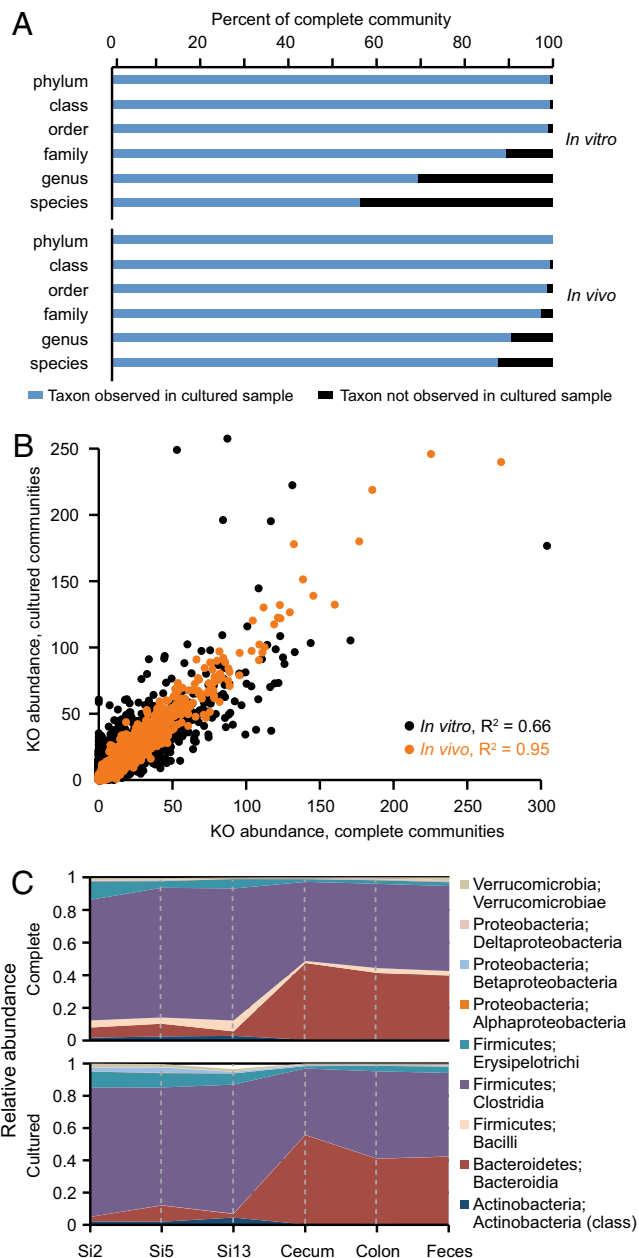 A
Percent of complete community
0 20 40 60 80 100
phylum
class
order
family
genus
species
In vitro
phylum
class
order
family
genus
species
In vivo
Taxon observed in cultured sample
Taxon not observed in cultured sample
B
KO abundance, cultured communities
250
200
150
100
50
0
In vitro, R² = 0.66
In vivo, R² = 0.95
0 50 100 150 200 250 300
KO abundance, complete communities
C
Relative abundance
Complete
1
0.8
0.6
0.4
0.2
0
Cultured
1
0.8
0.6
0.4
0.2
0
Si2 Si5 Si13 Cecum Colon Feces
Verrucomicrobia;
Verrucomicrobiae
Proteobacteria;
Deltaproteobacteria
Proteobacteria;
Betaproteobacteria
Proteobacteria;
Alphaproteobacteria
Firmicutes;
Erysipelotrichi
Firmicutes;
Clostridia
Firmicutes;
Bacilli
Bacteroidetes;
Bacteroidia
Actinobacteria;
Actinobacteria (class)